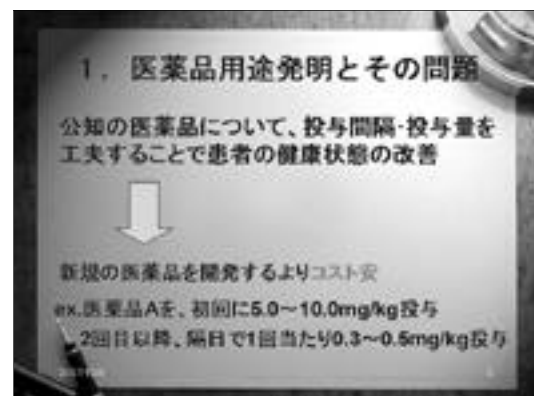 1．医薬品用途発明とその問題
公知の医薬品について、投与間隔・投与量を
工夫することで患者の健康状態の改善
新規の医薬品を開発するよりコスト安
ex.医薬品Aを、初回に5.0～10.0mg/kg投与
2回目以降、隔日で1回当たり0.3～0.5mg/kg投与